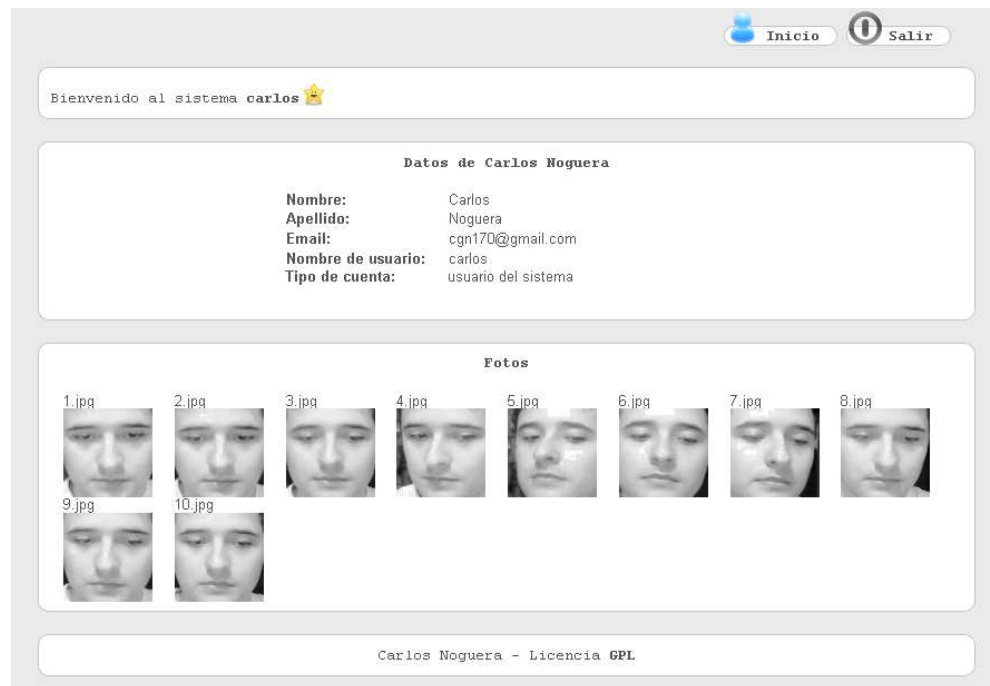 Inicio Salir
Bienvenido al sistema carlos
Datos de Carlos Noguera
Nombre: Carlos
Apellido: Noguera
Email: cgn170@gmail.com
Nombre de usuario: carlos
Tipo de cuenta: usuario del sistema
Fotos
1.jpg 2.jpg 3.jpg 4.jpg 5.jpg 6.jpg 7.jpg 8.jpg
9.jpg 10.jpg
Carlos Noguera - Licencia GPL